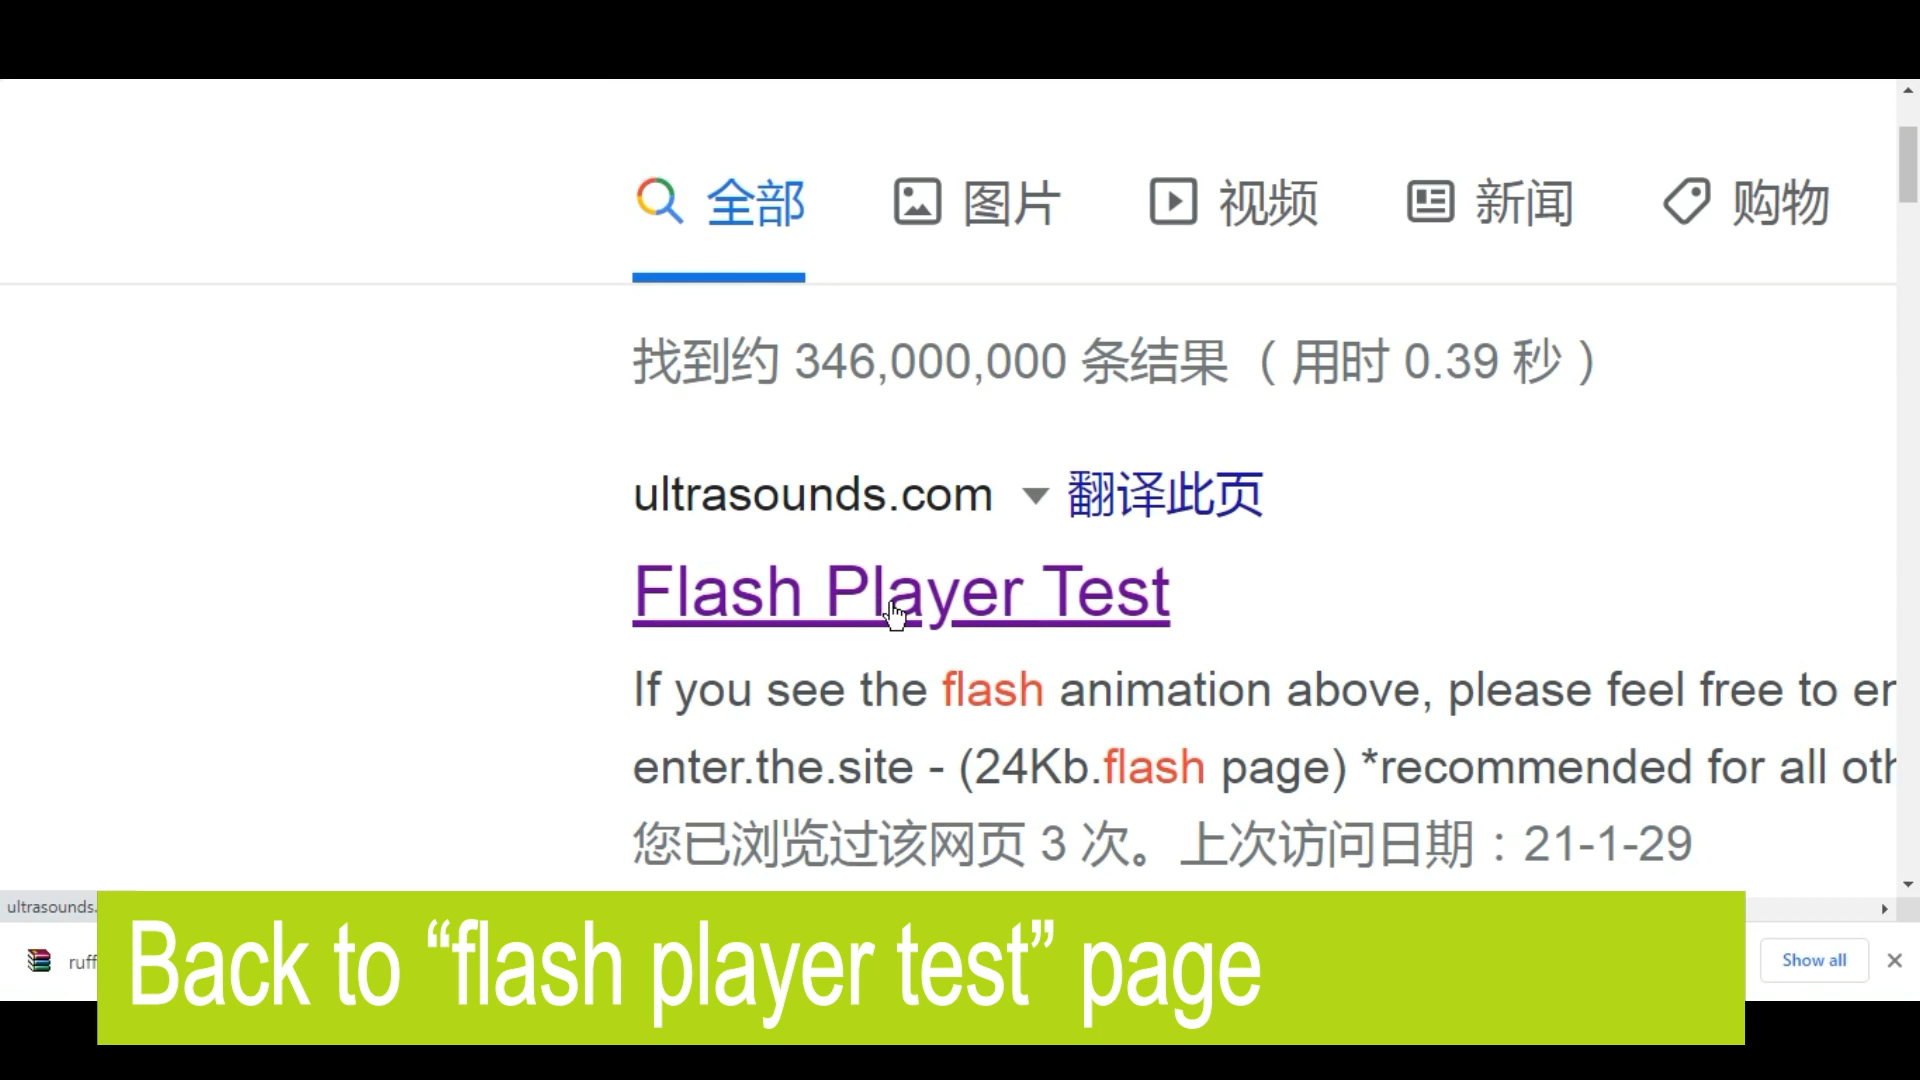 全部 图片 视频 新闻 购物
找到约 346,000,000 条结果 （用时 0.39 秒）
ultrasounds.com 翻译此页
Flash Player Test
If you see the flash animation above, please feel free to er
enter.the.site - (24Kb.flash page) *recommended for all oth
您已浏览过该网页 3 次。上次访问日期：21-1-29
ultrasounds.
ruff
Show all
Back to “flash player test” page